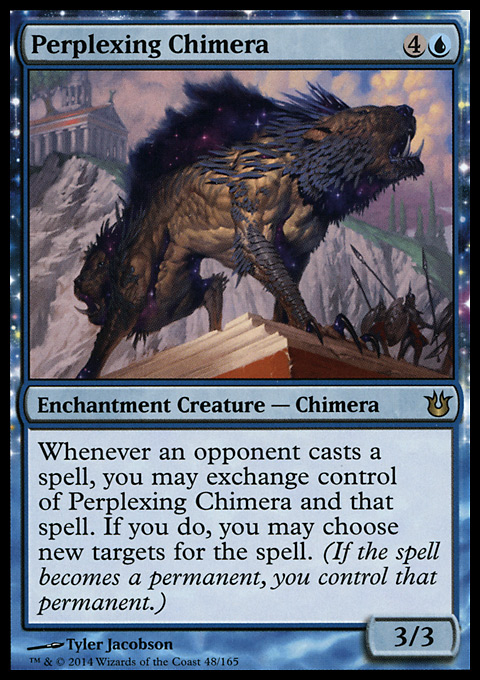 Perplexing Chimera 4
Enchantment Creature — Chimera
Whenever an opponent casts a
spell, you may exchange control
of Perplexing Chimera and that
spell. If you do, you may choose
new targets for the spell. (If the spell
becomes a permanent, you control that
permanent.)
Tyler Jacobson
3/3
™ & © 2014 Wizards of the Coast 48/165